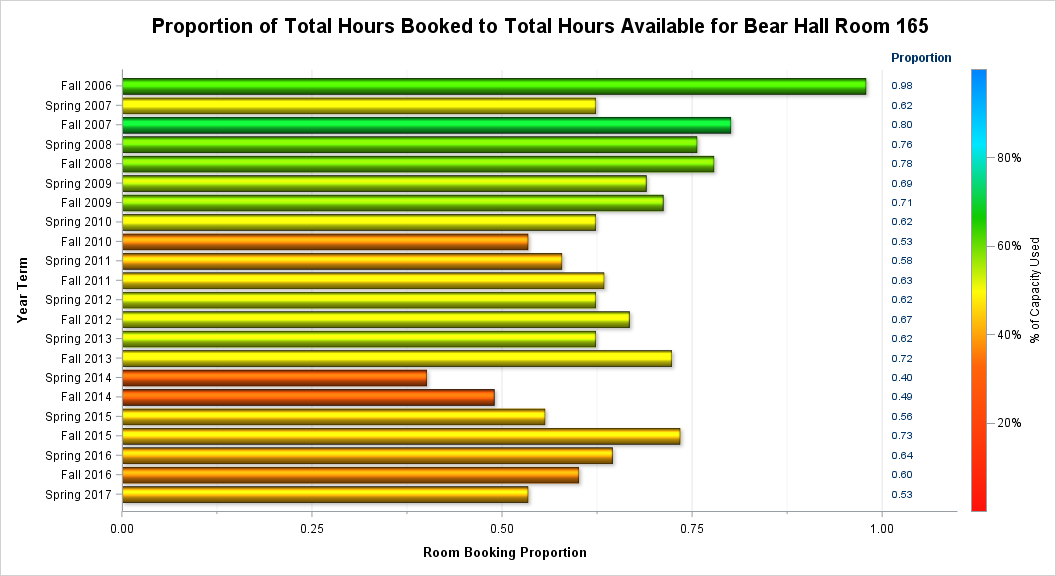 Proportion of Total Hours Booked to Total Hours Available for Bear Hall Room 165
Proportion
Fall 2006 0.98
Spring 2007 0.62
Fall 2007 0.80
Spring 2008 0.76
Fall 2008 0.78
Spring 2009 0.69
Fall 2009 0.71
Spring 2010 0.62
Fall 2010 0.53
Spring 2011 0.58
Fall 2011 0.63
Spring 2012 0.62
Fall 2012 0.67
Spring 2013 0.62
Fall 2013 0.72
Spring 2014 0.40
Fall 2014 0.49
Spring 2015 0.56
Fall 2015 0.73
Spring 2016 0.64
Fall 2016 0.60
Spring 2017 0.53
Year Term
80%
60%
40%
20%
% of Capacity Used
0.00 0.25 0.50 0.75 1.00
Room Booking Proportion